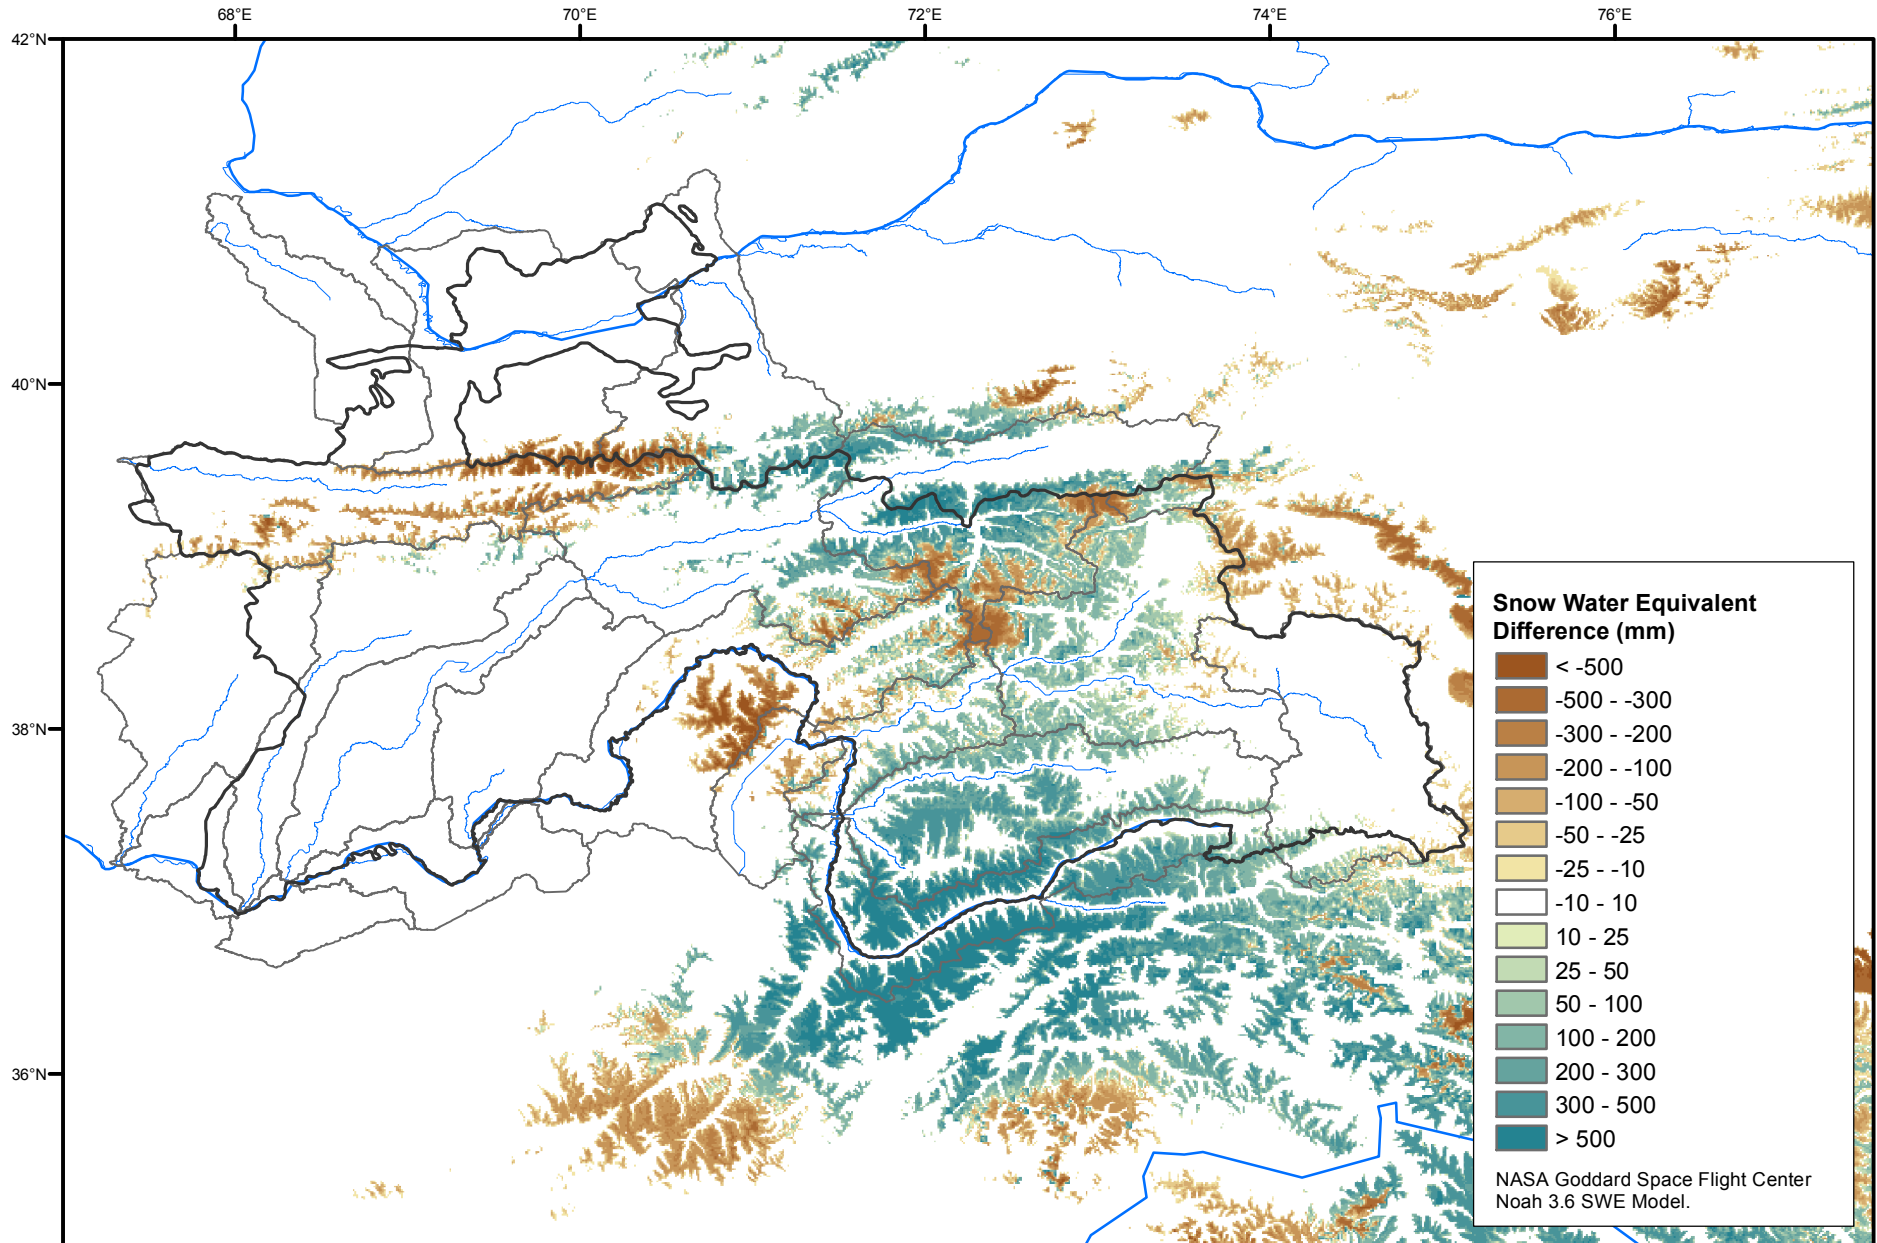 68°E
70°E
72°E
74°E
76°E
42°N
40°N
38°N
36°N
Snow Water Equivalent
Difference (mm)
< -500
-500 - -300
-300 - -200
-200 - -100
-100 - -50
-50 - -25
-25 - -10
-10 - 10
10 - 25
25 - 50
50 - 100
100 - 200
200 - 300
300 - 500
> 500
NASA Goddard Space Flight Center
Noah 3.6 SWE Model.